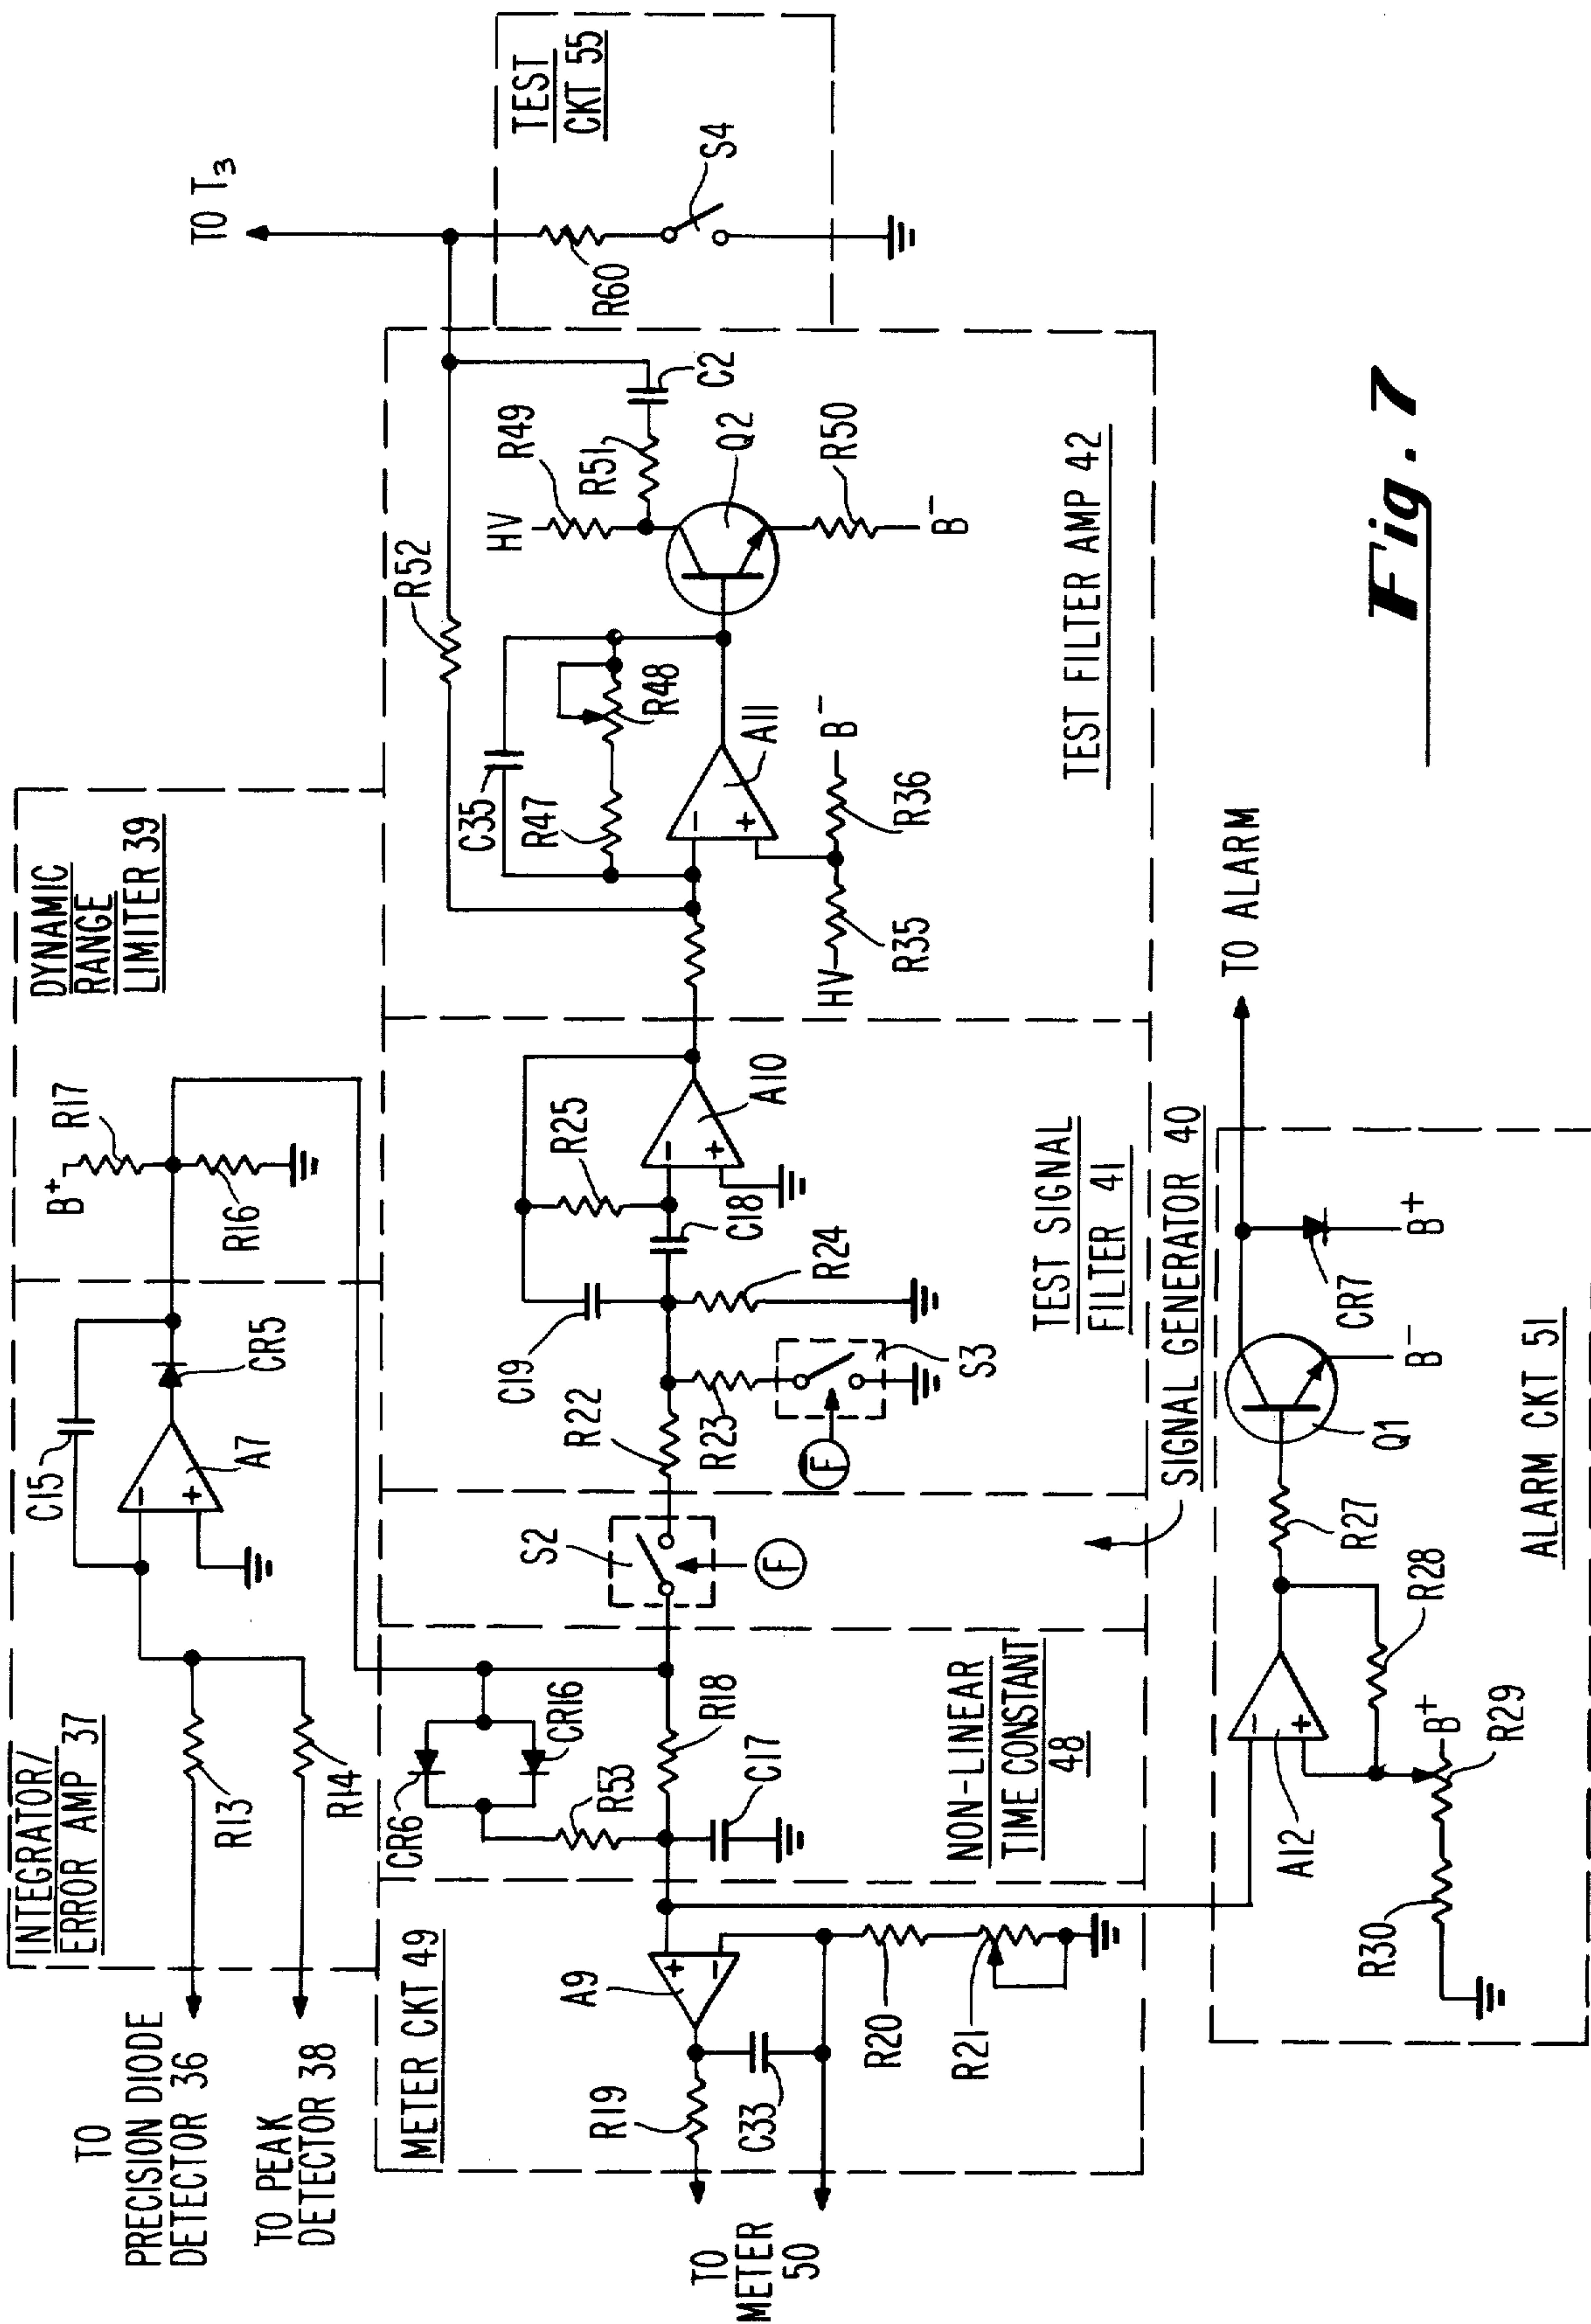 TO
PRECISION DIODE
DETECTOR 36
TO PEAK
DETECTOR 38
INTEGRATOR/
ERROR AMP 37
R13
R14
C15
A7
CR5
DYNAMIC
RANGE
LIMITER 39
B+
R17
R16
TO T3
TEST
CKT 55
R60
S4
METER CKT 49
A9
R19
C33
R20
R21
TO
METER
50
CR6
CR16
R53
R18
C17
NON-LINEAR
TIME CONSTANT
48
S2
F
R22
R23
F̄
S3
C19
R25
C18
R24
A10
TEST SIGNAL
FILTER 41
SIGNAL GENERATOR 40
R52
C35
R47
R48
A11
HV
R35
R36
B-
HV
R49
R51
C2
Q2
R50
B-
TEST FILTER AMP 42
A12
R30
R29
B+
R28
R27
Q1
B-
CR7
B+
TO ALARM
ALARM CKT 51
Fig. 7